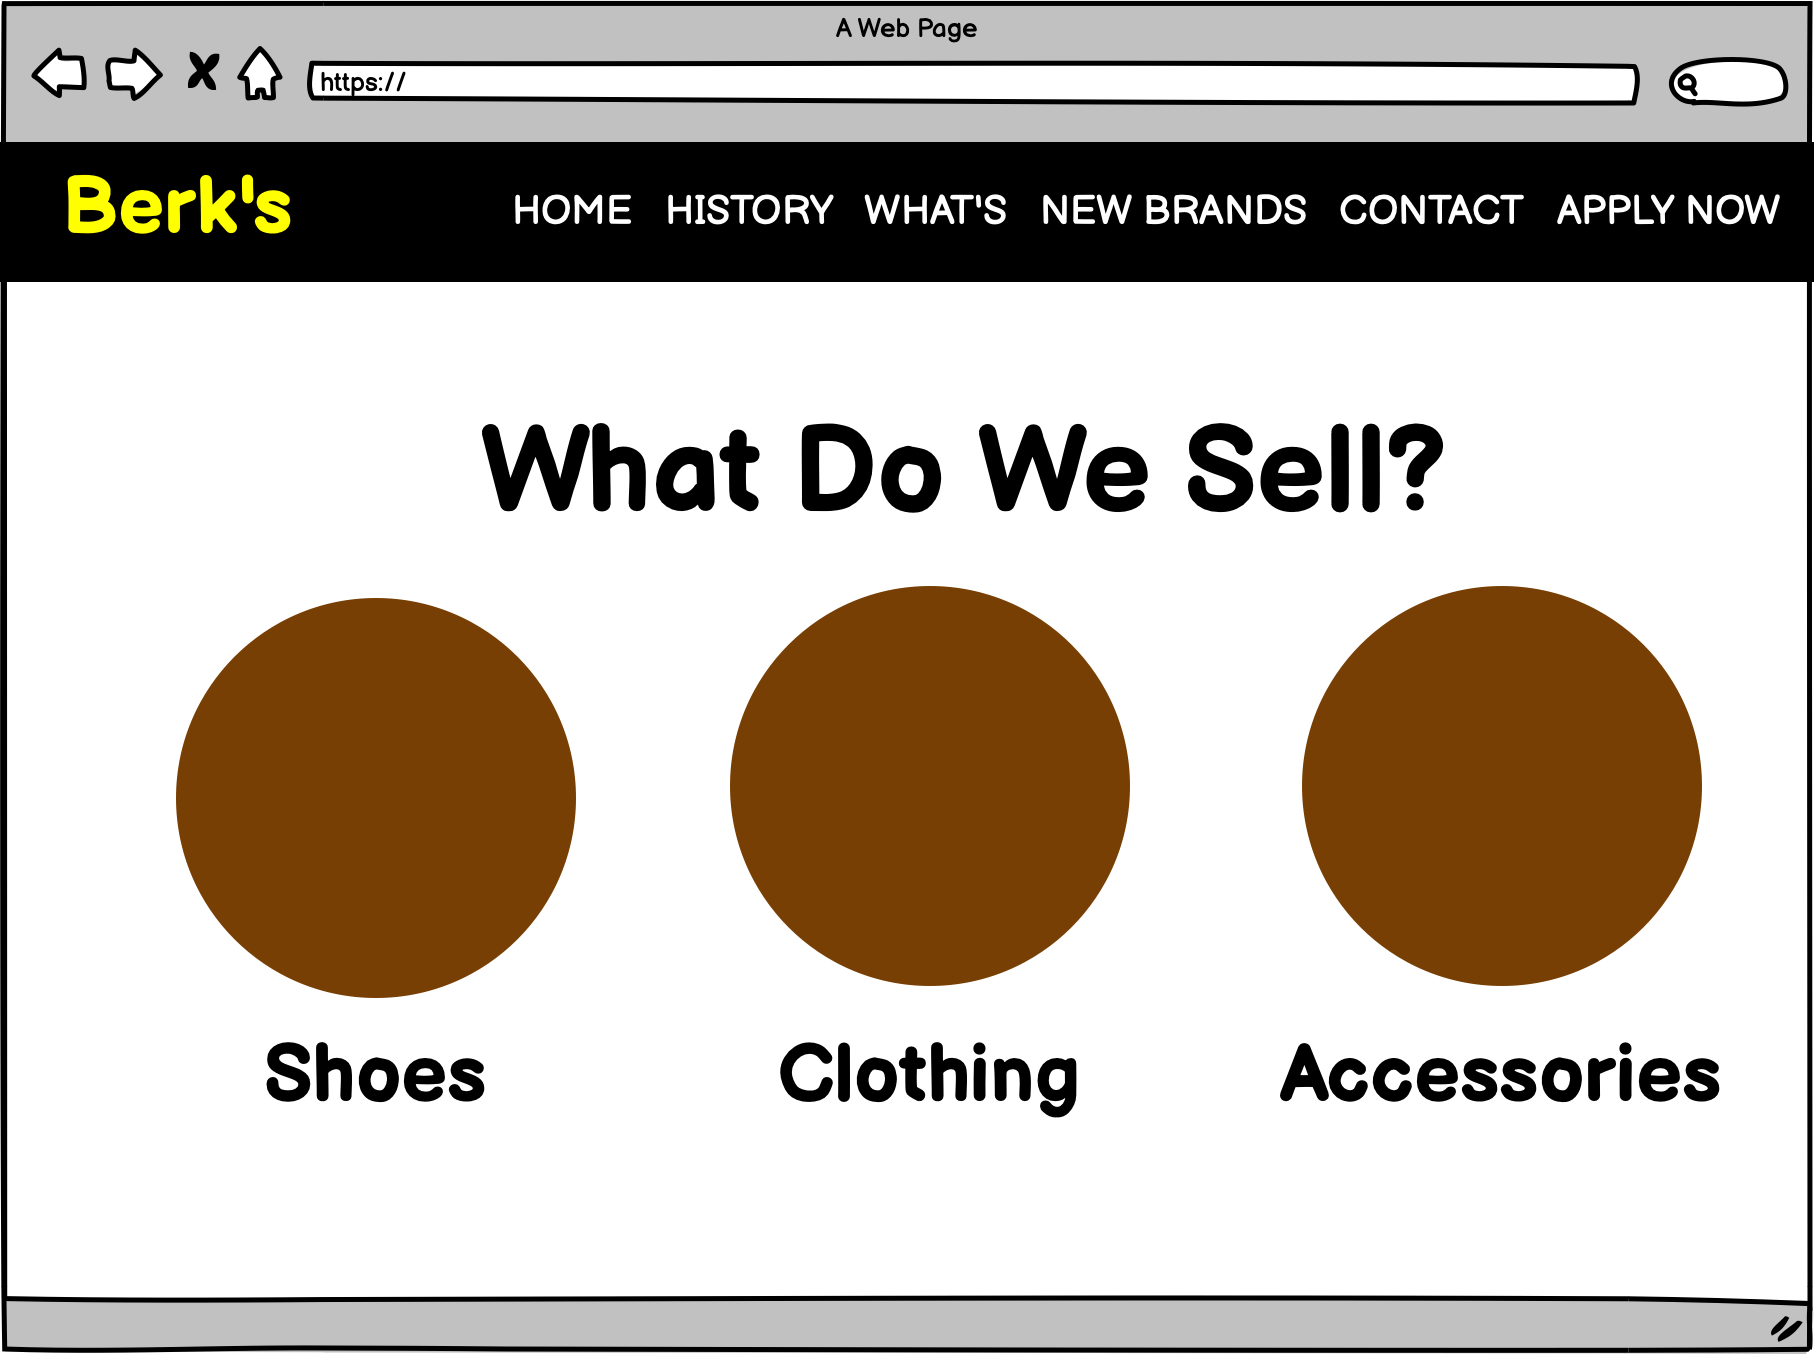 A Web Page
https://
Berk's
HOME HISTORY WHAT'S NEW BRANDS CONTACT APPLY NOW
What Do We Sell?
Shoes Clothing Accessories